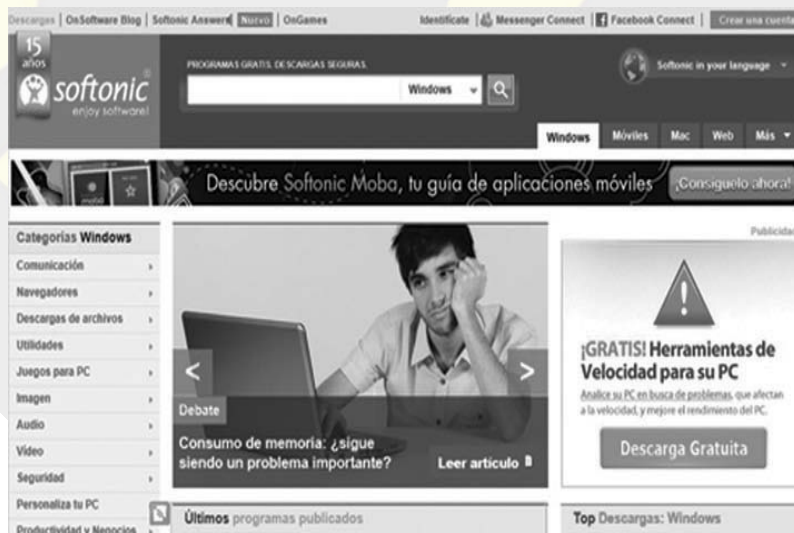 Descargas | OnSoftware Blog | Softonic Answers Nuevo | OnGames
Identifícate | Messenger Connect | Facebook Connect | Crear una cuenta
15
años
softonic
enjoy software!
PROGRAMAS GRATIS. DESCARGAS SEGURAS.
Windows
Softonic in your language
Windows Móviles Mac Web Más
moba
Descubre Softonic Moba, tu guía de aplicaciones móviles ¡Consíguelo ahora!
Publicidad
Categorías Windows
Comunicación
Navegadores
Descargas de archivos
Utilidades
Juegos para PC
Imagen
Audio
Vídeo
Seguridad
Personaliza tu PC
Productividad y Negocios
Debate
Consumo de memoria: ¿sigue
siendo un problema importante?
Leer artículo
¡GRATIS! Herramientas de
Velocidad para su PC
Analice su PC en busca de problemas, que afectan
a la velocidad, y mejore el rendimiento del PC.
Descarga Gratuita
Últimos programas publicados
Top Descargas: Windows